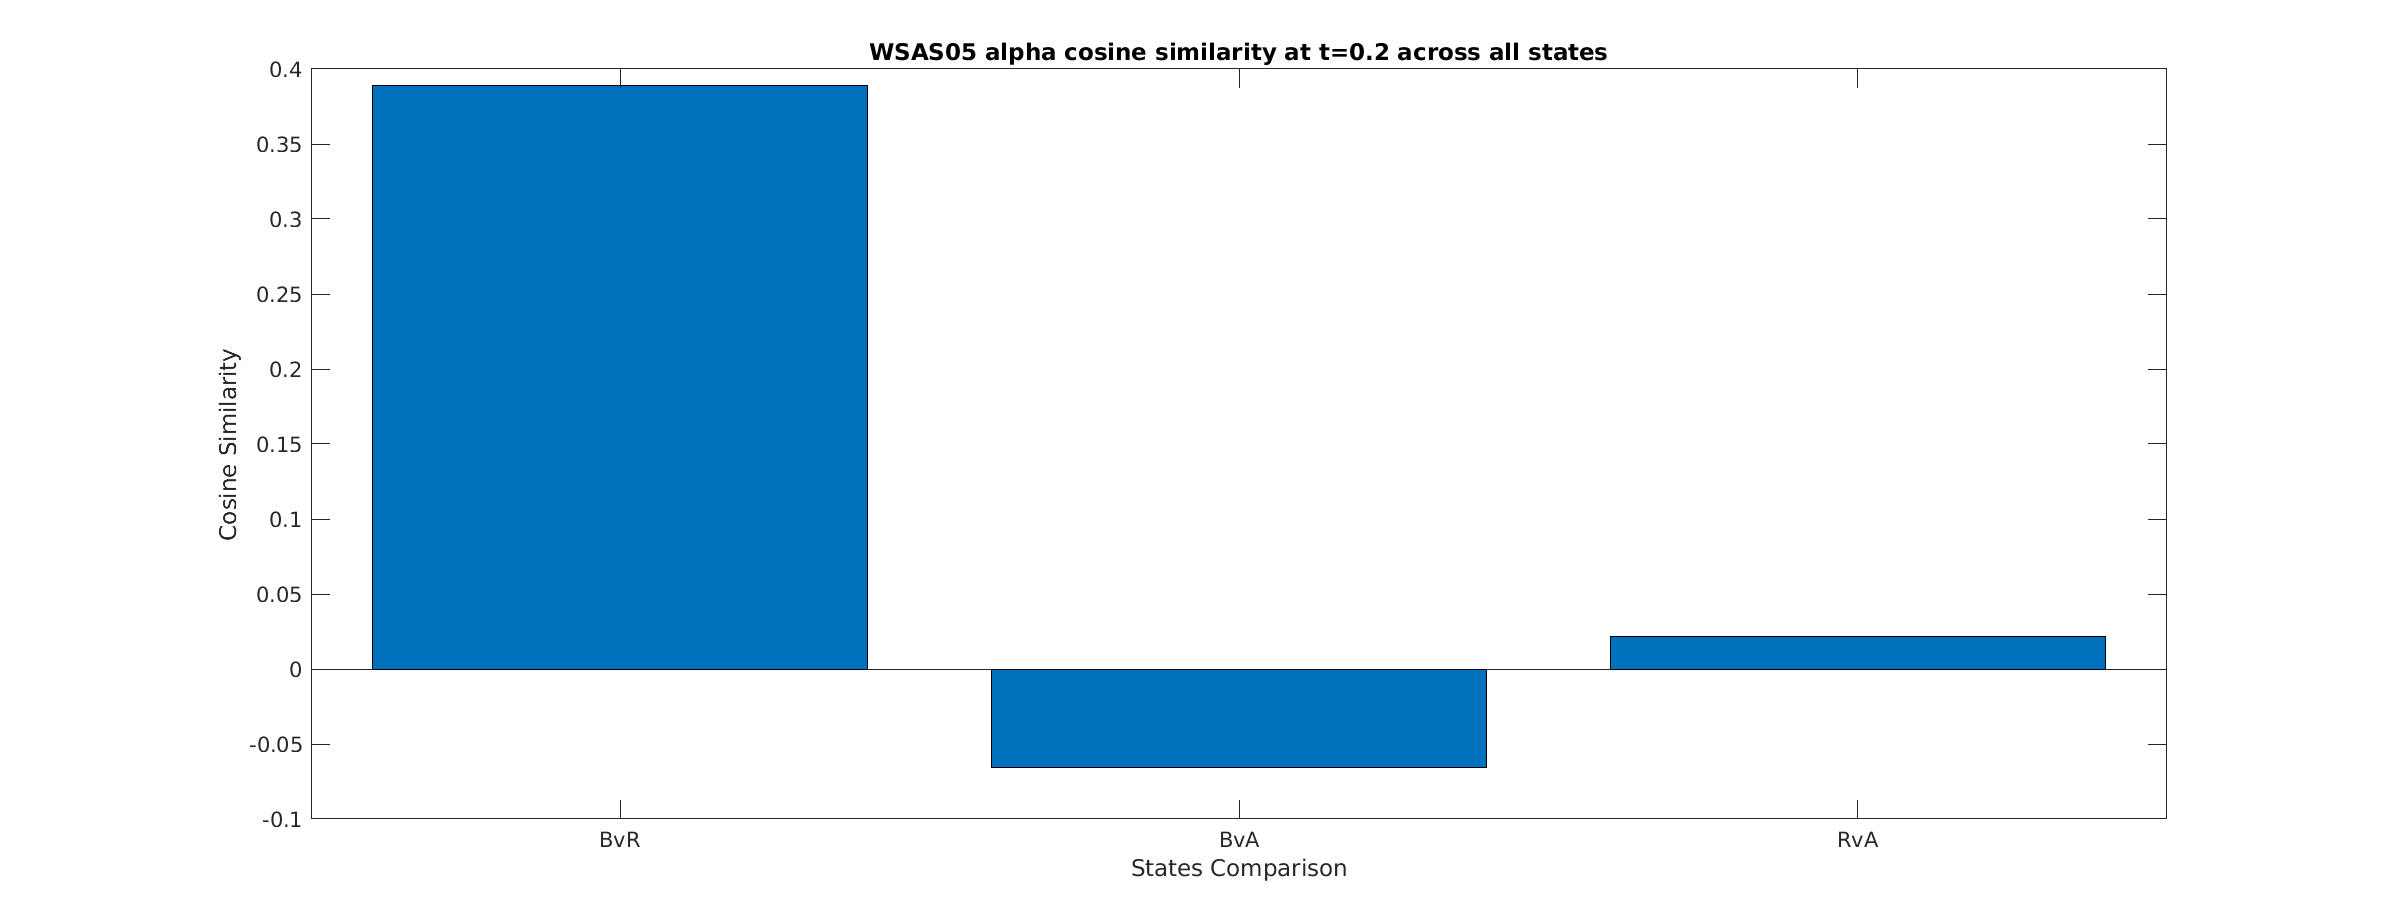 WSAS05 alpha cosine similarity at t=0.2 across all states
0.4
0.35
0.3
0.25
0.2
0.15
0.1
0.05
0
-0.05
-0.1
Cosine Similarity
BvR BvA RvA
States Comparison